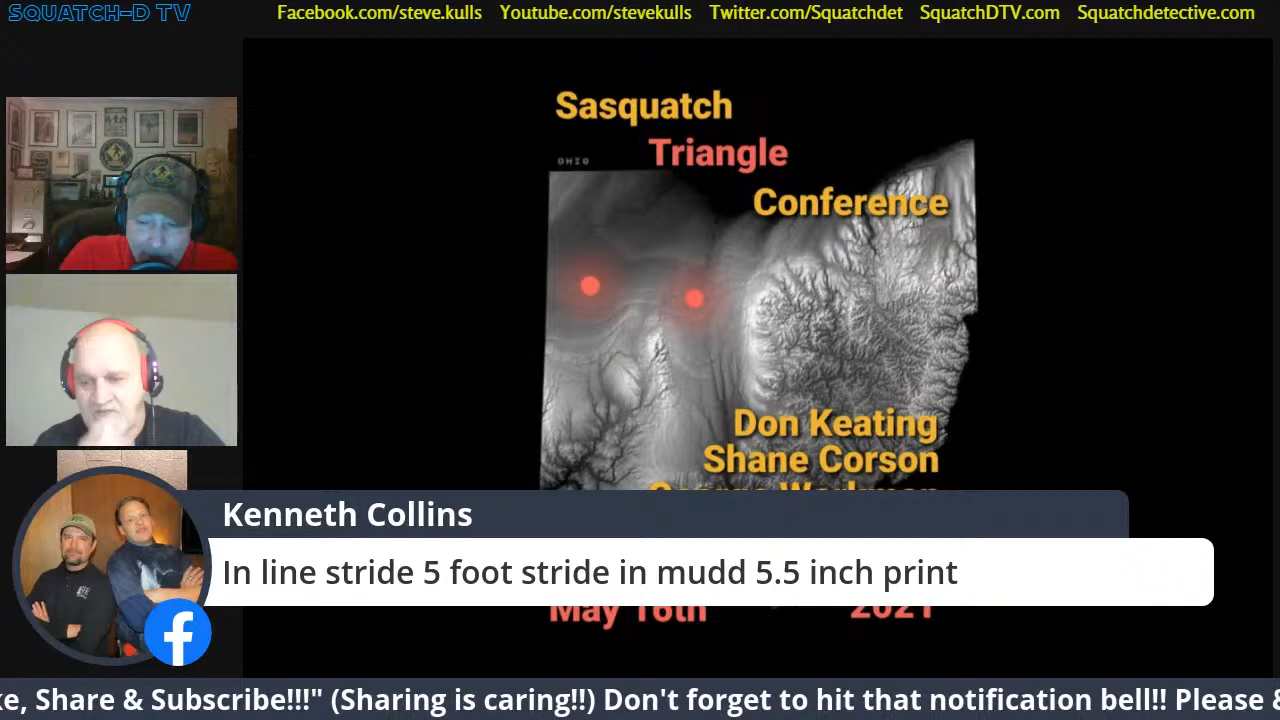 SQUATCH-D TV
Facebook.com/steve.kulls Youtube.com/stevekulls Twitter.com/Squatchdet SquatchDTV.com Squatchdetective.com
Sasquatch
Triangle
OHIO
Conference
Don Keating
Shane Corson
Kenneth Collins
In line stride 5 foot stride in mudd 5.5 inch print
May 16th 2021
Share & Subscribe!!!" (Sharing is caring!!) Don't forget to hit that notification bell!! Please